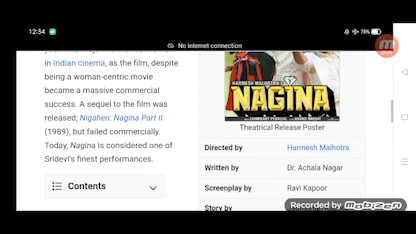 12:34
73%
No internet connection
in Indian cinema, as the film, despite
being a woman-centric movie
became a massive commercial
success. A sequel to the film was
released; Nigahen: Nagina Part II
(1989), but failed commercially.
Today, Nagina is considered one of
Sridevi's finest performances.
Contents
HARMESH MALHOTRA'S
NAGINA
Theatrical Release Poster
Directed by Harmesh Malhotra
Written by Dr. Achala Nagar
Screenplay by Ravi Kapoor
Story by
Recorded by mobizen